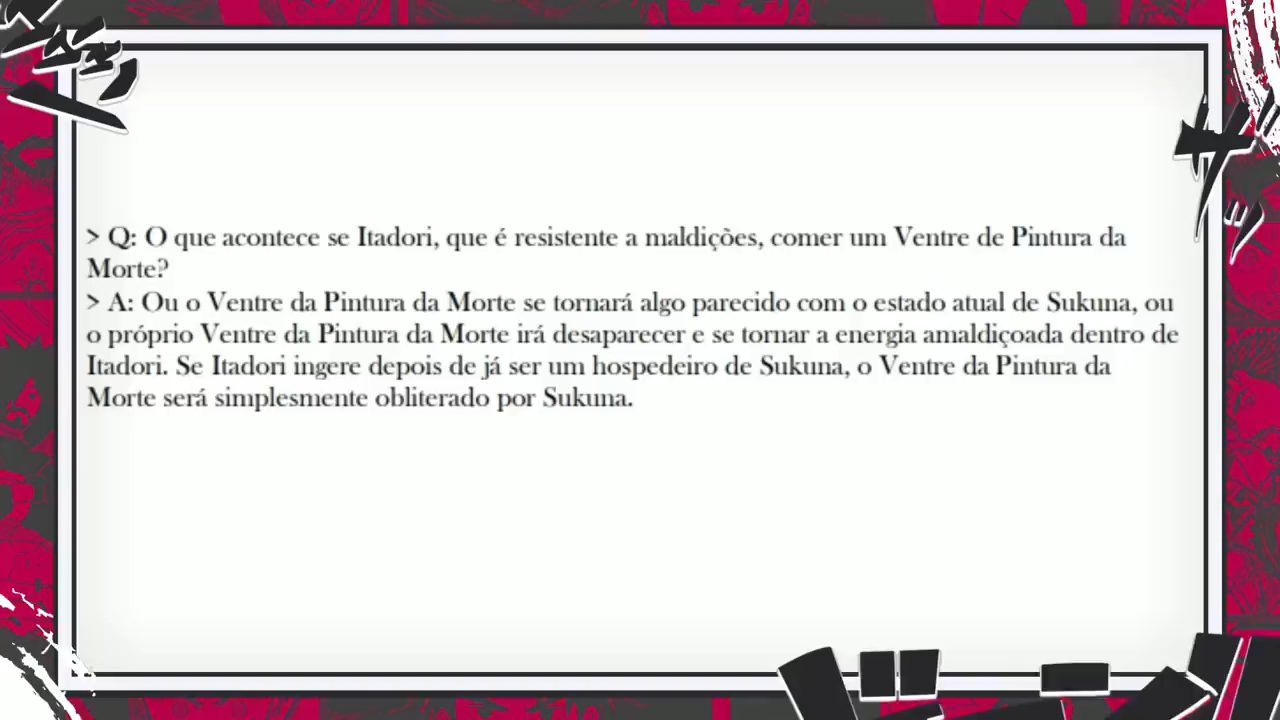 > Q: O que acontece se Itadori, que é resistente a maldições, comer um Ventre de Pintura da
Morte?
> A: Ou o Ventre da Pintura da Morte se tornará algo parecido com o estado atual de Sukuna, ou
o próprio Ventre da Pintura da Morte irá desaparecer e se tornar a energia amaldiçoada dentro de
Itadori. Se Itadori ingere depois de já ser um hospedeiro de Sukuna, o Ventre da Pintura da
Morte será simplesmente obliterado por Sukuna.